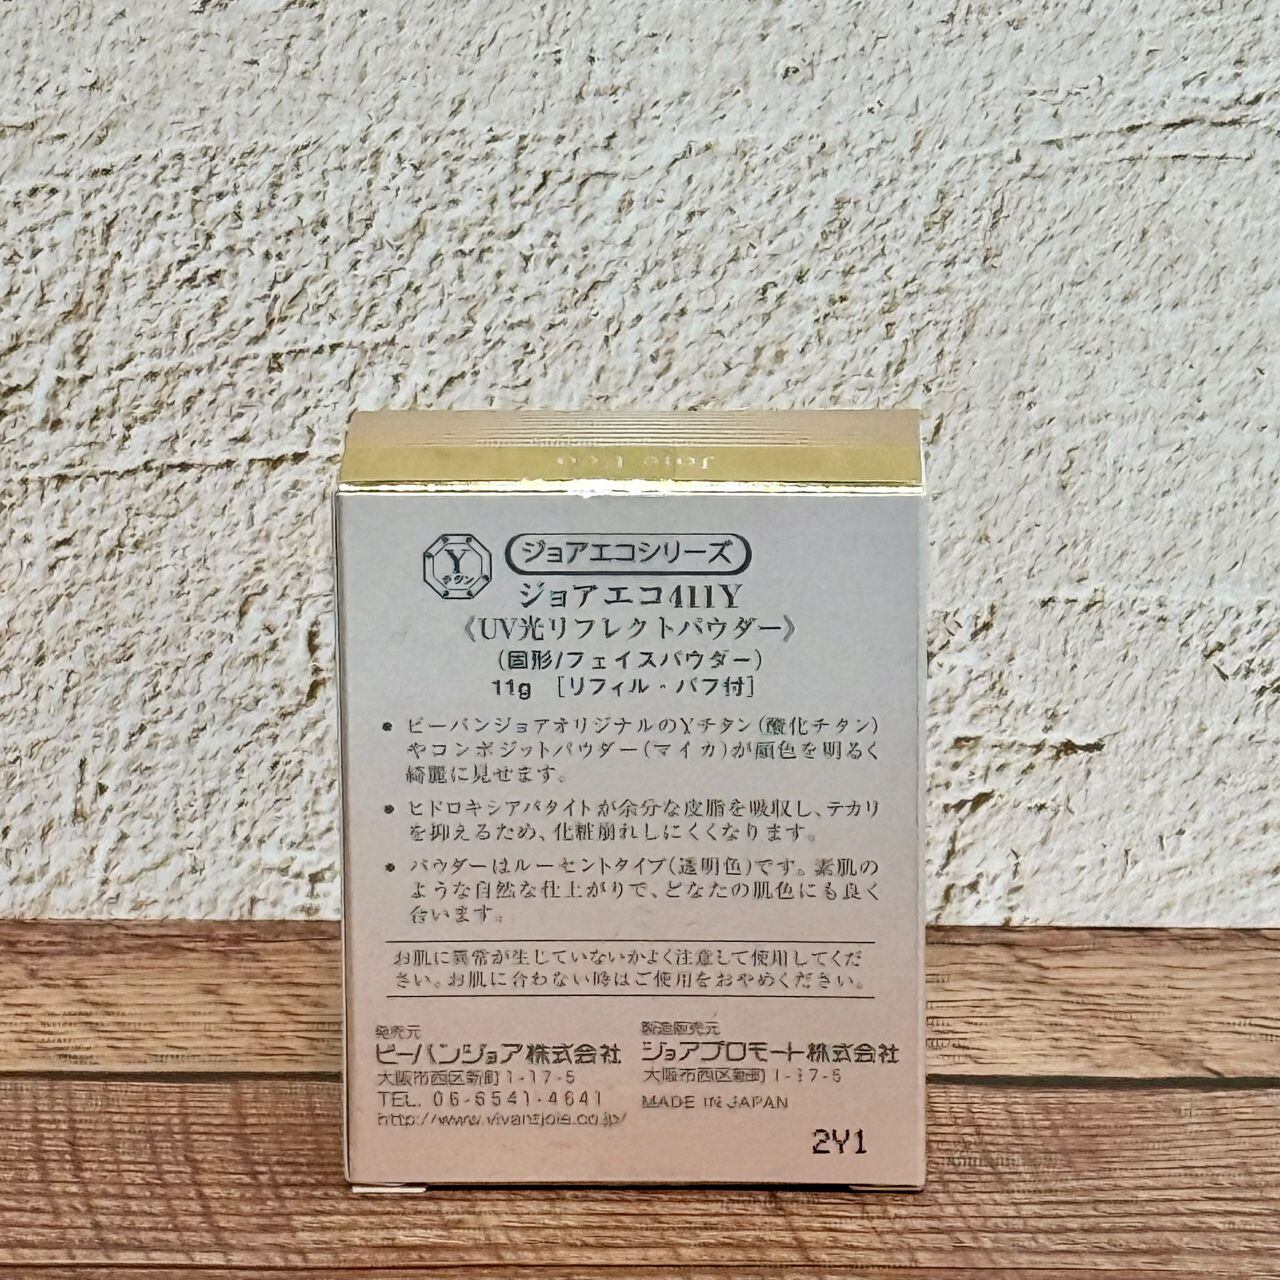 Joie Eco
Y
チタン
ジョアエコシリーズ
ジョアエコ411Y
《UV光リフレクトパウダー》
(固形/フェイスパウダー)
11g [リフィル・パフ付]
● ビーバンジョアオリジナルのYチタン(酸化チタン)
やコンポジットパウダー(マイカ)が顔色を明るく
綺麗に見せます。
● ヒドロキシアパタイトが余分な皮脂を吸収し、テカリ
を抑えるため、化粧崩れしにくくなります。
● パウダーはルーセントタイプ(透明色)です。素肌の
ような自然な仕上がりで、どなたの肌色にも良く
合います。
お肌に異常が生じていないかよく注意して使用してくだ
さい。お肌に合わない時はご使用をおやめください。
発売元
ビーバンジョア株式会社
大阪市西区新町1-17-5
TEL. 06-6541-4641
http://www.vivantjoie.co.jp/
製造販売元
ジョアプロモート株式会社
大阪市西区新町1-17-5
MADE IN JAPAN
2Y1